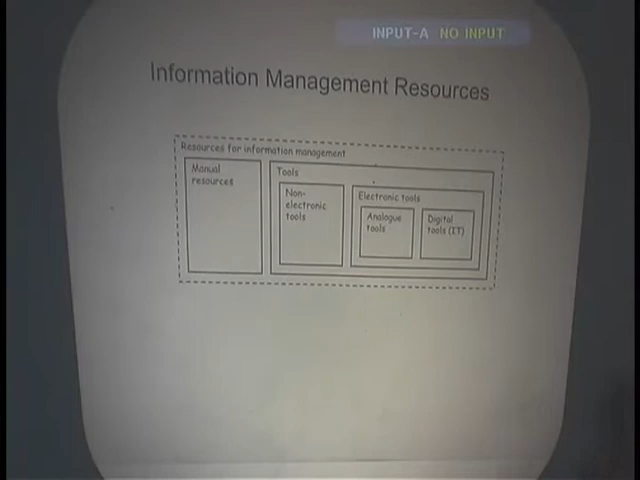 INPUT-A NO INPUT
Information Management Resources
Resources for information management
Manual
resources
Tools
Non-
electronic
tools
Electronic tools
Analogue
tools
Digital
tools (IT)